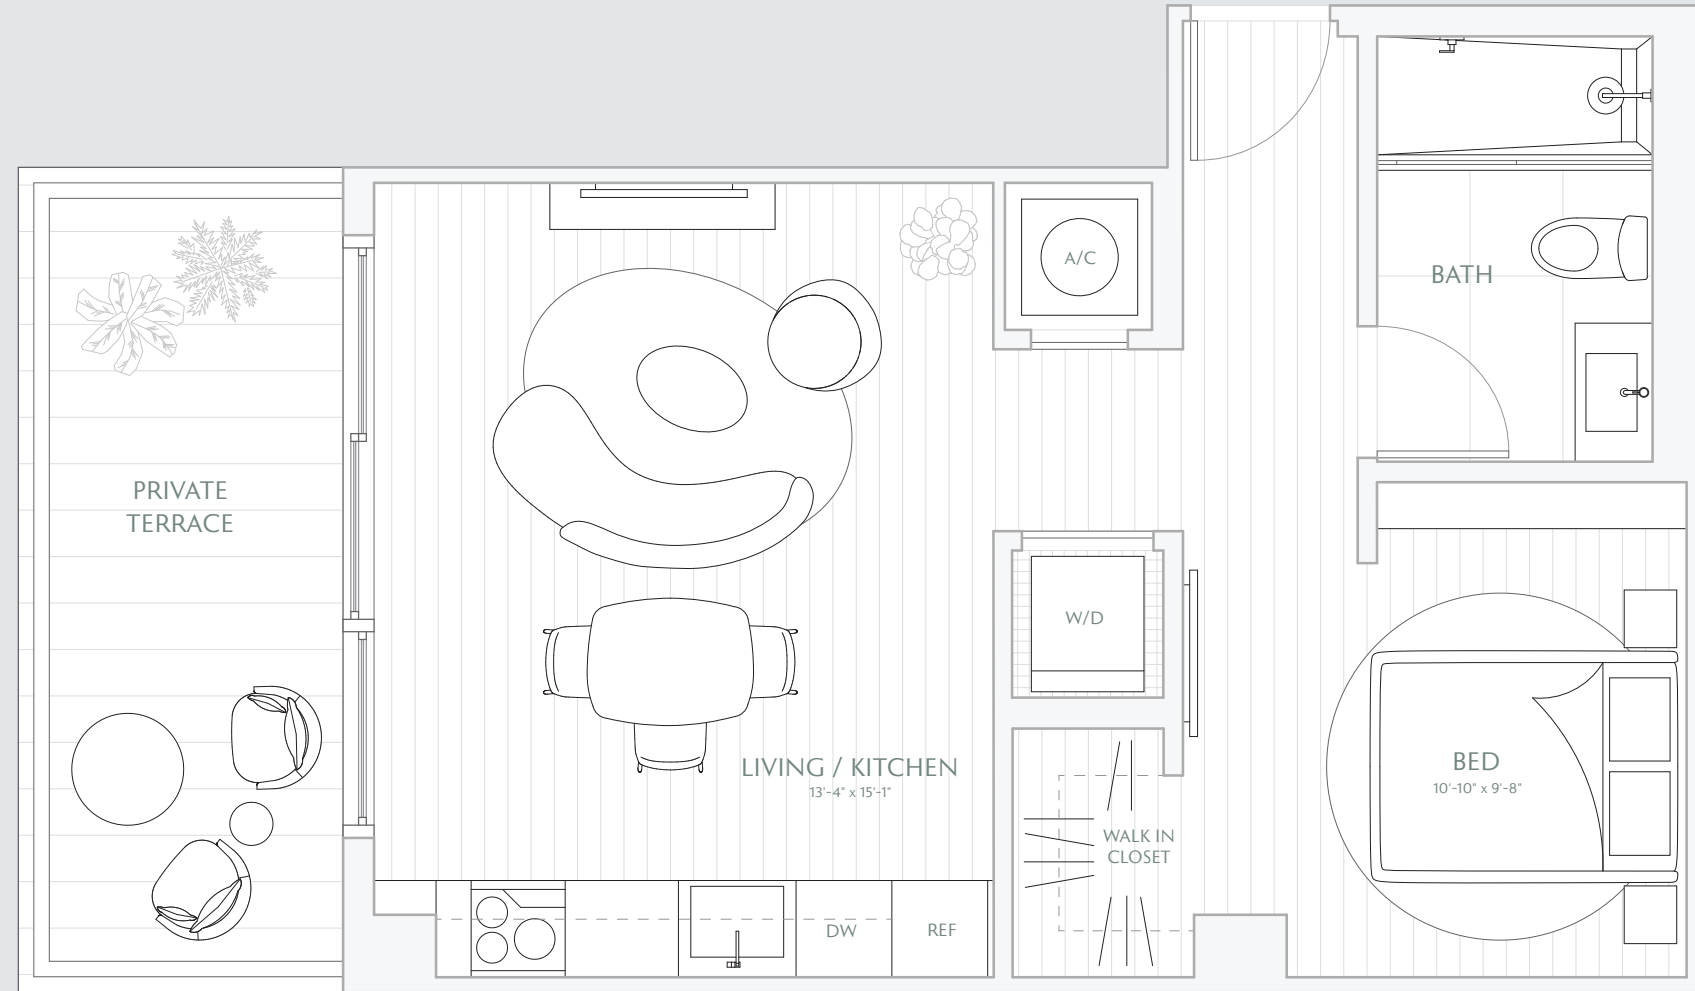 A/C
BATH
PRIVATE
TERRACE
W/D
LIVING / KITCHEN
13'-4" x 15'-1"
BED
10'-10" x 9'-8"
WALK IN
CLOSET
DW
REF